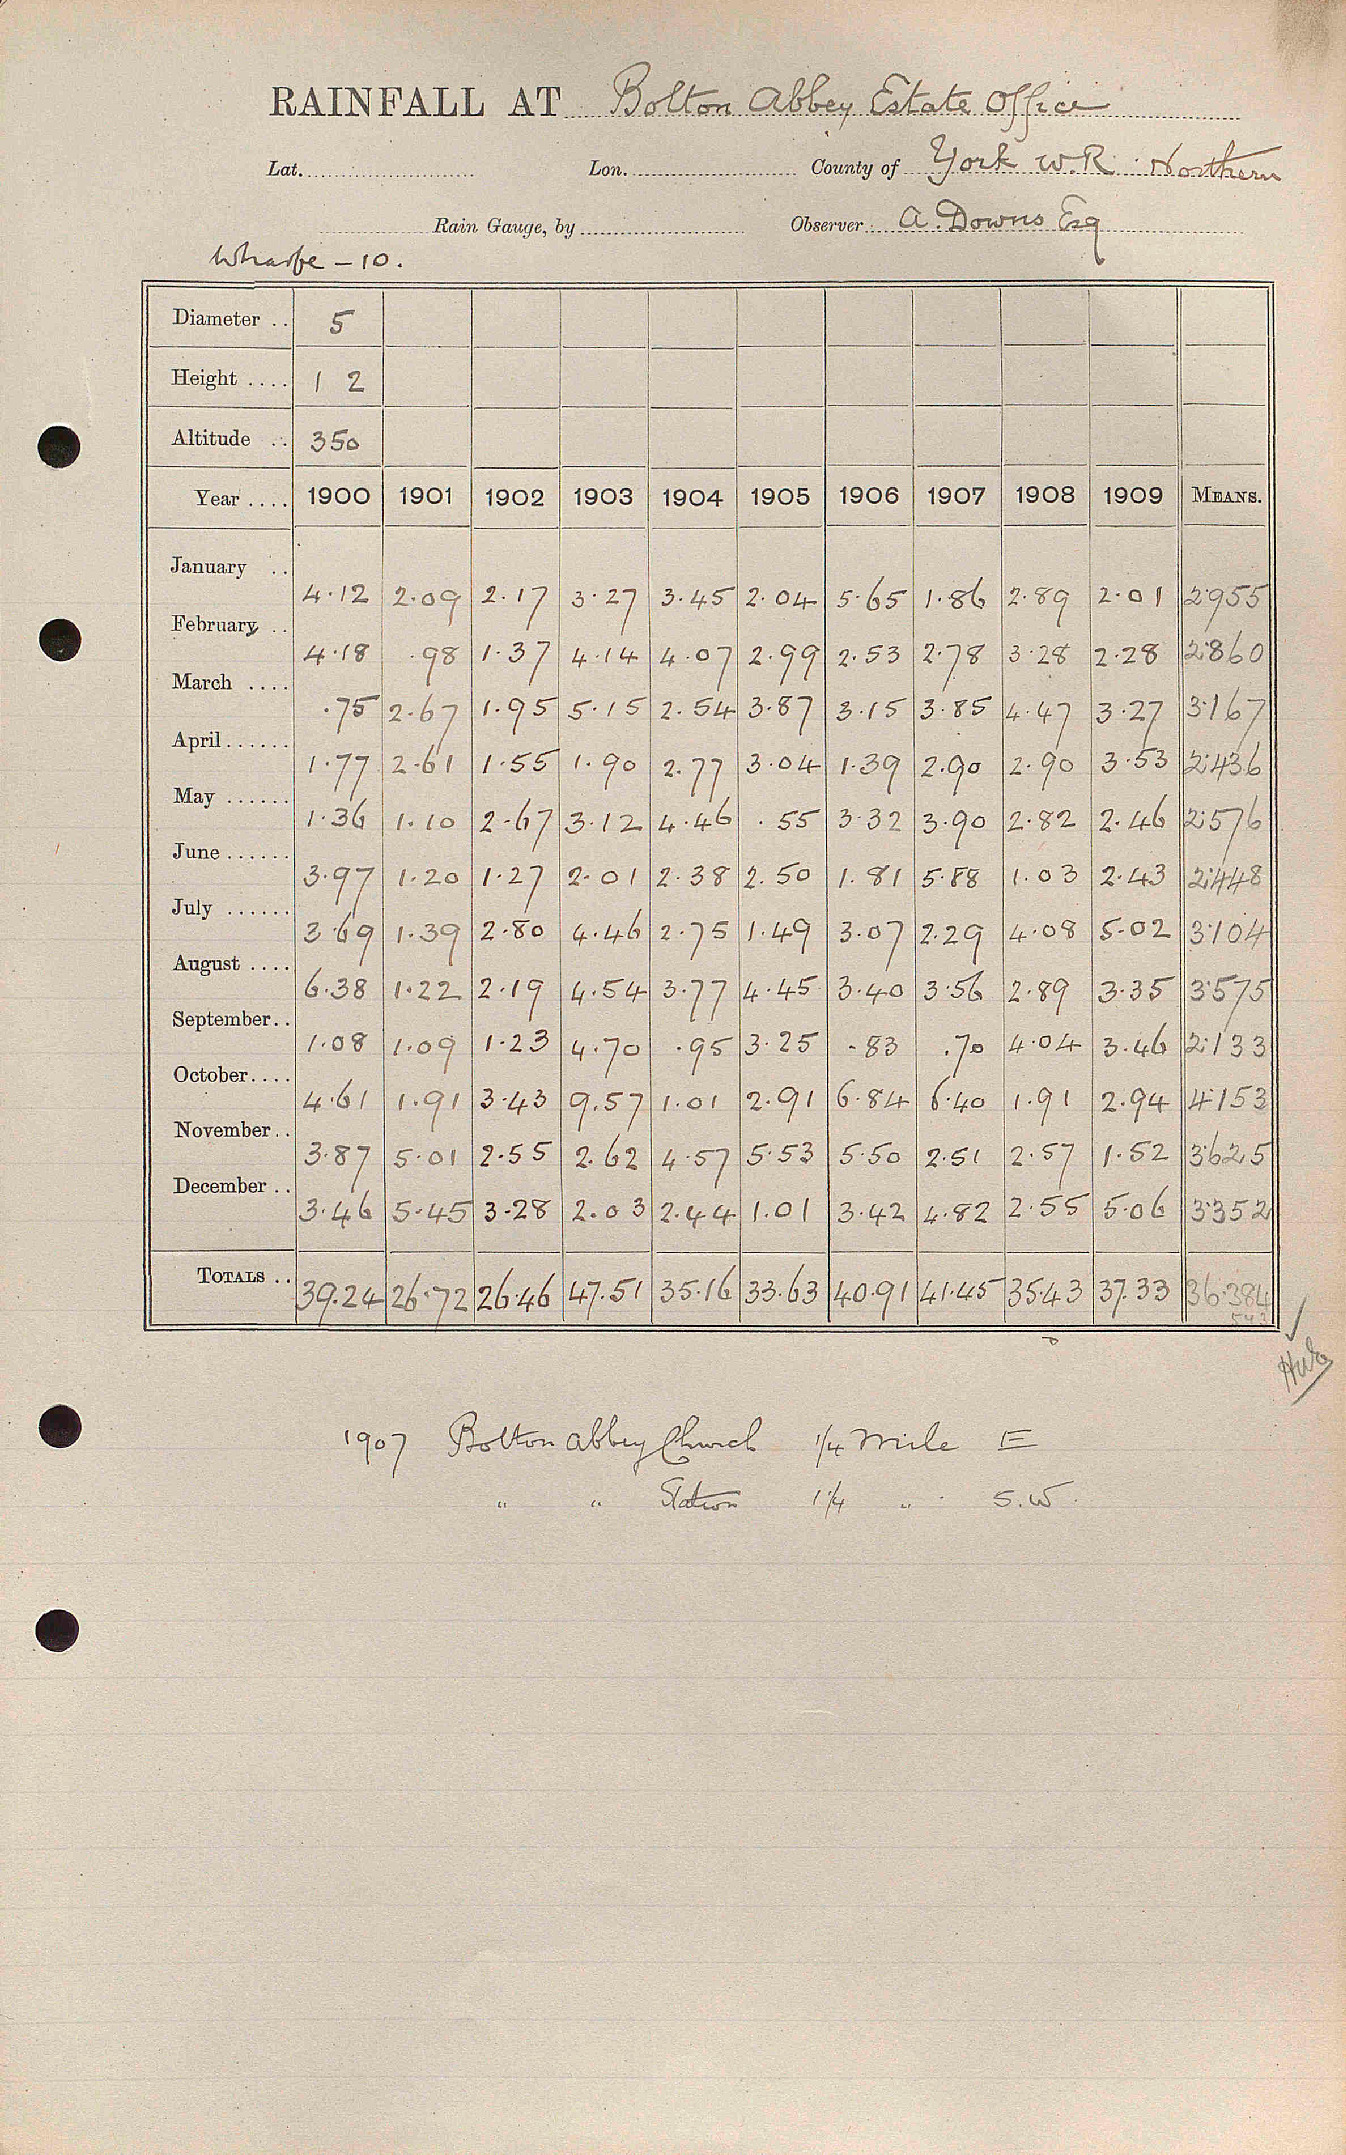 RAINFALL AT Bolton Abbey Estate Office
Lat. Lon. County of York W.R. Northern
Rain Gauge, by Observer A. Downs Esq
Wharfe - 10.
Diameter .. 5
Height .... 1 2
Altitude .. 350
Year .... 1900 1901 1902 1903 1904 1905 1906 1907 1908 1909 MEANS.
January .. 4.12 2.09 2.17 3.27 3.45 2.04 5.65 1.86 2.89 2.01 2.955
February .. 4.18 .98 1.37 4.14 4.07 2.99 2.53 2.78 3.28 2.28 2.860
March .... .75 2.67 1.95 5.15 2.54 3.87 3.15 3.85 4.47 3.27 3.167
April...... 1.77 2.61 1.55 1.90 2.77 3.04 1.39 2.90 2.90 3.53 2.436
May ...... 1.36 1.10 2.67 3.12 4.46 .55 3.32 3.90 2.82 2.46 2.576
June...... 3.97 1.20 1.27 2.01 2.38 2.50 1.81 5.88 1.03 2.43 2.448
July ...... 3.69 1.39 2.80 4.46 2.75 1.49 3.07 2.29 4.08 5.02 3.104
August .... 6.38 1.22 2.19 4.54 3.77 4.45 3.40 3.56 2.89 3.35 3.575
September.. 1.08 1.09 1.23 4.70 .95 3.25 .83 .70 4.04 3.46 2.133
October.... 4.61 1.91 3.43 9.57 1.01 2.91 6.84 6.40 1.91 2.94 4.153
November.. 3.87 5.01 2.55 2.62 4.57 5.53 5.50 2.51 2.57 1.52 3.625
December .. 3.46 5.45 3.28 2.03 2.44 1.01 3.42 4.82 2.55 5.06 3.352
TOTALS .. 39.24 26.72 26.46 47.51 35.16 33.63 40.91 41.45 35.43 37.33 36.384
1907 Bolton Abbey Church 1/4 Mile E
" " Station 1 1/4 " S.W.